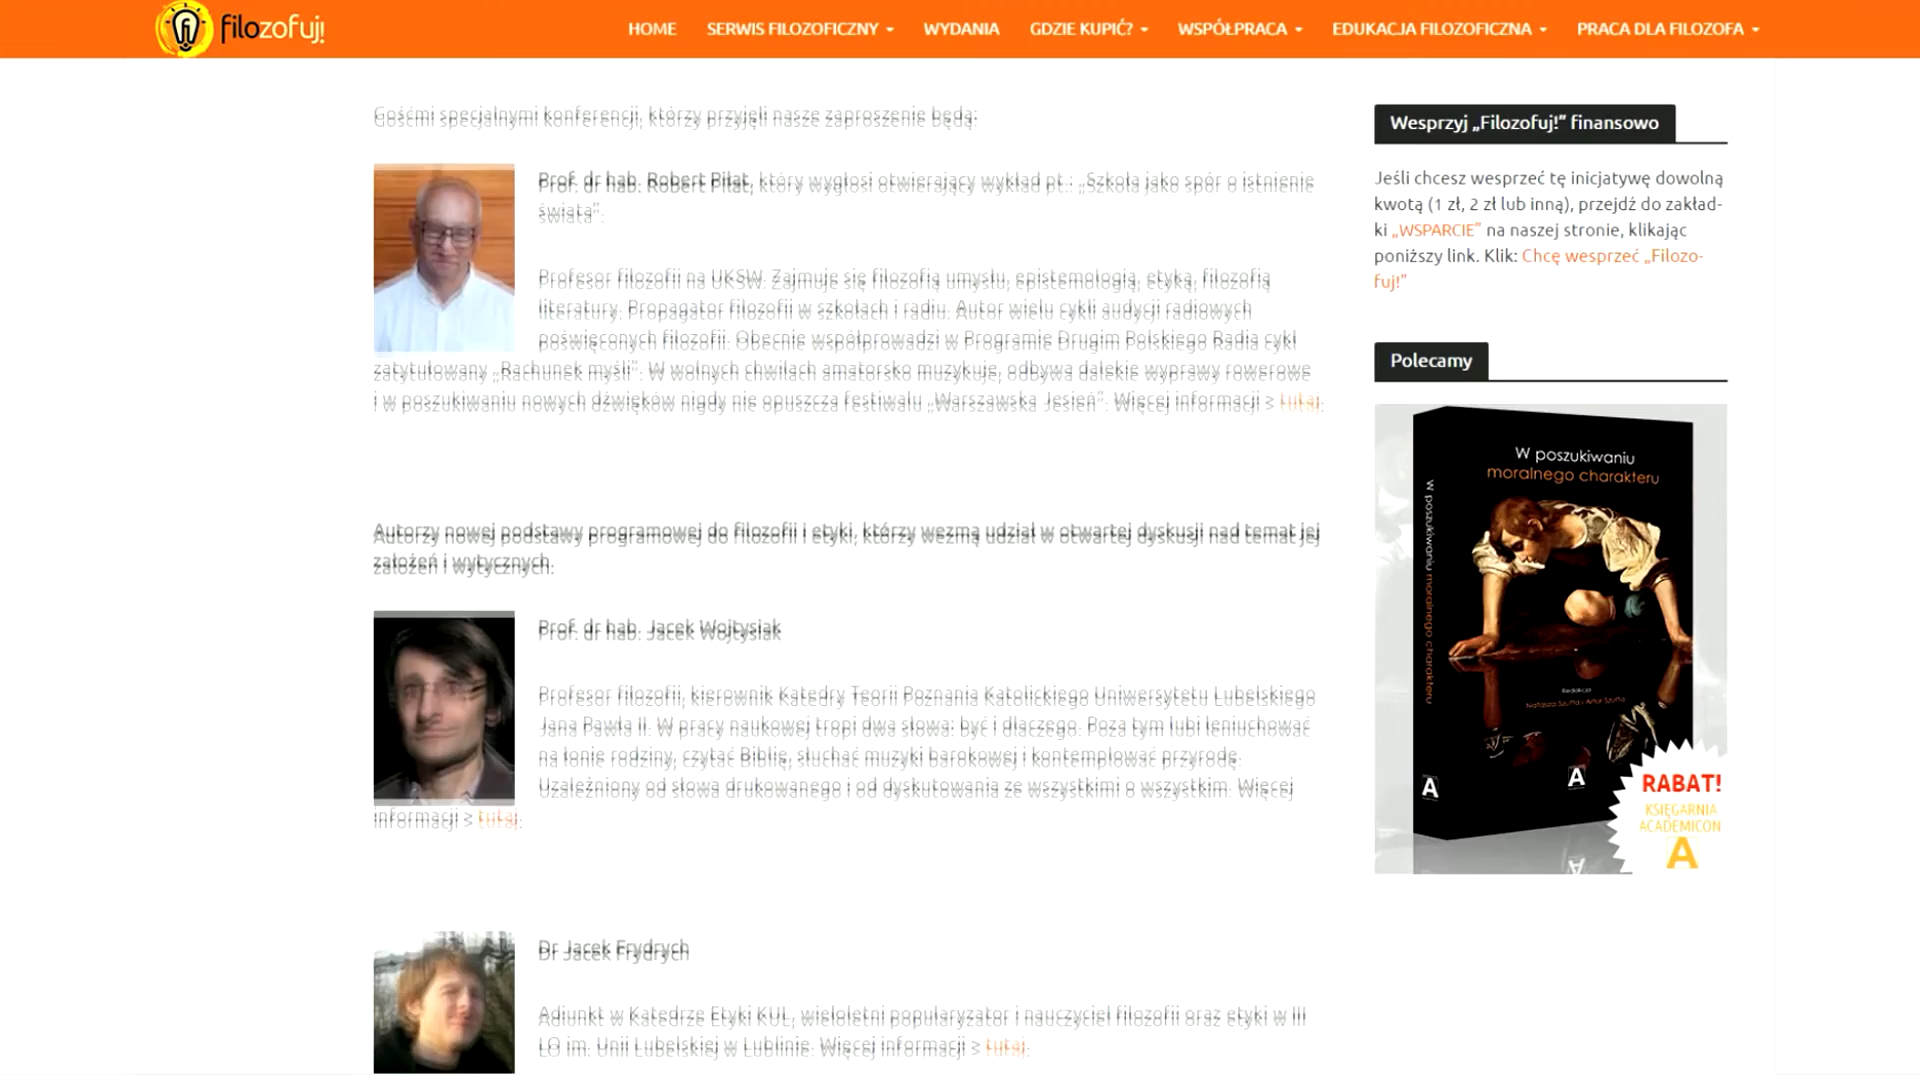 filozofuj!
HOME SERWIS FILOZOFICZNY WYDANIA GDZIE KUPIĆ? WSPÓŁPRACA EDUKACJA FILOZOFICZNA PRACA DLA FILOZOFA
Gośćmi specjalnymi konferencji, którzy przyjęli nasze zaproszenie będą:
Prof. dr hab. Robert Piłat, który wygłosi otwierający wykład pt.: „Szkoła jako spór o istnienie
świata”.
Profesor filozofii na UKSW. Zajmuje się filozofią umysłu, epistemologią, etyką, filozofią
literatury. Propagator filozofii w szkołach i radiu. Autor wielu cykli audycji radiowych
poświęconych filozofii. Obecnie współprowadzi w Programie Drugim Polskiego Radia cykl
zatytułowany „Rachunek myśli”. W wolnych chwilach amatorsko muzykuje, odbywa dalekie wyprawy rowerowe
i w poszukiwaniu nowych dźwięków nigdy nie opuszcza festiwalu „Warszawska Jesień”. Więcej informacji > tutaj.
Autorzy nowej podstawy programowej do filozofii i etyki, którzy wezmą udział w otwartej dyskusji nad temat jej
założeń i wytycznych.
Prof. dr hab. Jacek Wojtysiak
Profesor filozofii, kierownik Katedry Teorii Poznania Katolickiego Uniwersytetu Lubelskiego
Jana Pawła II. W pracy naukowej tropi dwa słowa: być i dlaczego. Poza tym lubi leniuchować
na łonie rodziny, czytać Biblię, słuchać muzyki barokowej i kontemplować przyrodę.
Uzależniony od słowa drukowanego i od dyskutowania ze wszystkimi o wszystkim. Więcej
informacji > tutaj.
Dr Jacek Frydrych
Adiunkt w Katedrze Etyki KUL, wieloletni popularyzator i nauczyciel filozofii oraz etyki w III
LO im. Unii Lubelskiej w Lublinie. Więcej informacji > tutaj.
Wesprzyj „Filozofuj!” finansowo
Jeśli chcesz wesprzeć tę inicjatywę dowolną
kwotą (1 zł, 2 zł lub inną), przejdź do zakład-
ki „WSPARCIE” na naszej stronie, klikając
poniższy link. Klik: Chcę wesprzeć „Filozo-
fuj!”
Polecamy
W poszukiwaniu
moralnego charakteru
W poszukiwaniu moralnego charakteru
Redakcja
Natasza Szutta i Artur Szutta
A
A
RABAT!
KSIĘGARNIA
ACADEMICON
A